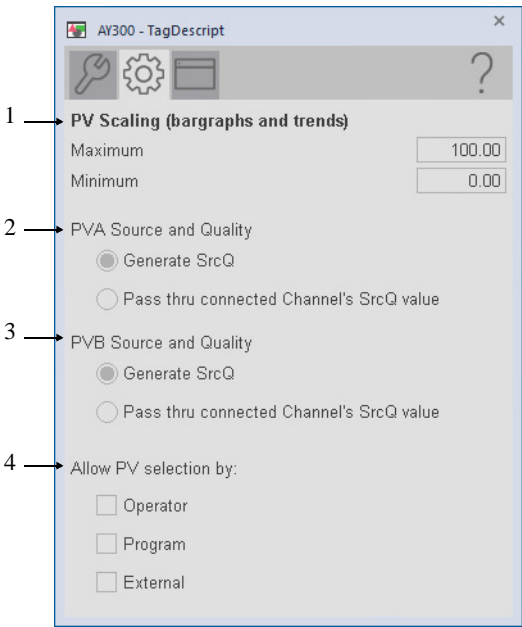 AY300 - TagDescript
×
?
1 PV Scaling (bargraphs and trends)
Maximum 100.00
Minimum 0.00
2 PVA Source and Quality
Generate SrcQ
Pass thru connected Channel's SrcQ value
3 PVB Source and Quality
Generate SrcQ
Pass thru connected Channel's SrcQ value
4 Allow PV selection by:
Operator
Program
External